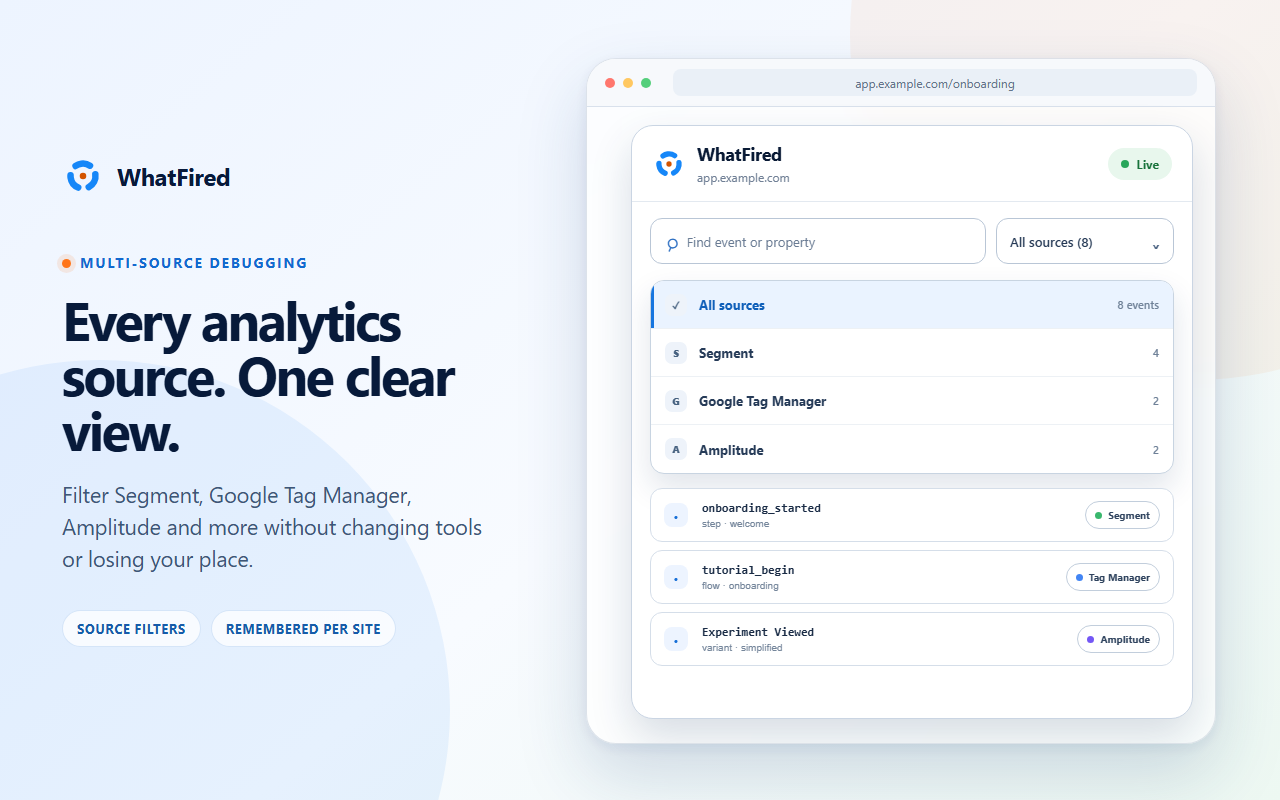 WhatFired
MULTI-SOURCE DEBUGGING
Every analytics
source. One clear
view.
Filter Segment, Google Tag Manager,
Amplitude and more without changing tools
or losing your place.
SOURCE FILTERS
REMEMBERED PER SITE
app.example.com/onboarding
WhatFired
app.example.com
Live
Find event or property
All sources (8)
✓ All sources 8 events
S Segment 4
G Google Tag Manager 2
A Amplitude 2
onboarding_started
step · welcome
Segment
tutorial_begin
flow · onboarding
Tag Manager
Experiment Viewed
variant · simplified
Amplitude